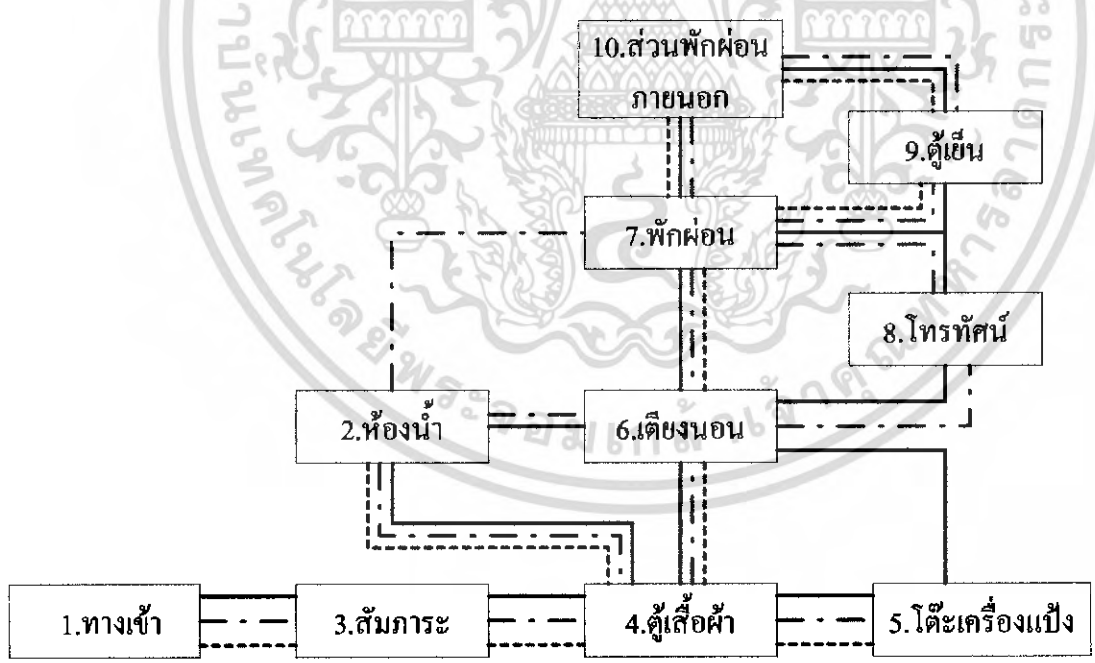 10.ส่วนพักผ่อน
ภายนอก
9.ตู้เย็น
7.พักผ่อน
8.โทรทัศน์
2.ห้องน้ำ
6.เตียงนอน
1.ทางเข้า
3.สัมภาระ
4.ตู้เสื้อผ้า
5.โต๊ะเครื่องแป้ง